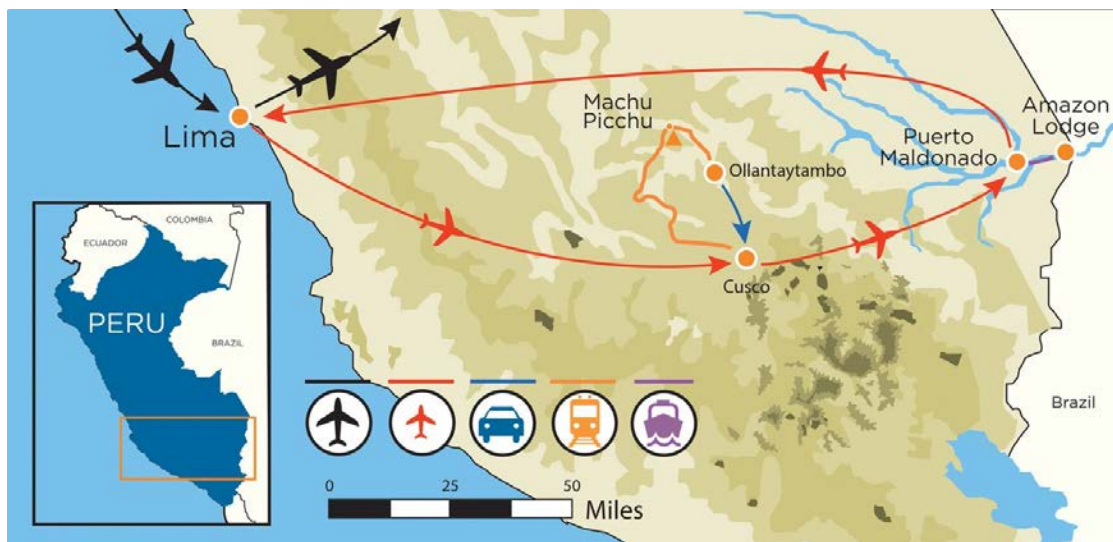 Lima
Machu
Picchu
Ollantaytambo
Cusco
Puerto
Maldonado
Amazon
Lodge
COLOMBIA
ECUADOR
PERU
BRAZIL
Brazil
0 25 50
Miles